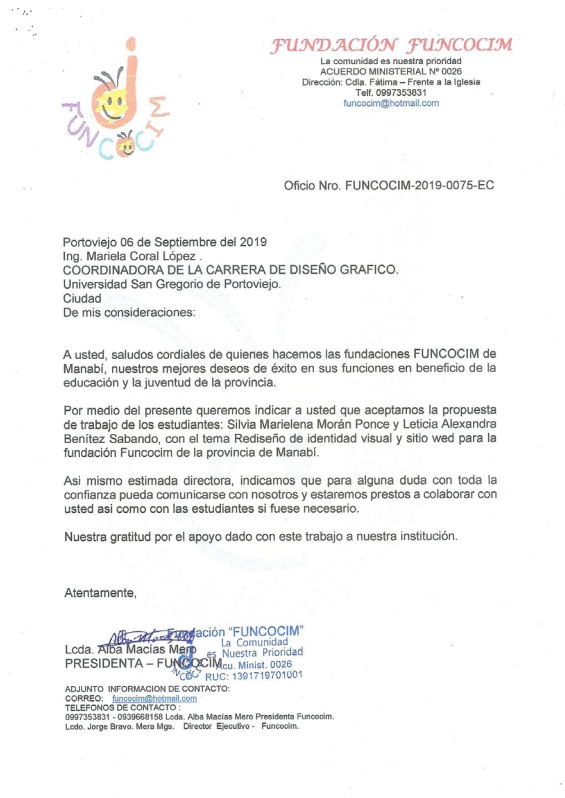 FUNCOCIM
FUNDACIÓN FUNCOCIM
La comunidad es nuestra prioridad
ACUERDO MINISTERIAL Nº 0026
Dirección: Cdla. Fátima – Frente a la Iglesia
Telf. 0997353831
funcocim@hotmail.com
Oficio Nro. FUNCOCIM-2019-0075-EC
Portoviejo 06 de Septiembre del 2019
Ing. Mariela Coral López .
COORDINADORA DE LA CARRERA DE DISEÑO GRAFICO.
Universidad San Gregorio de Portoviejo.
Ciudad
De mis consideraciones:
A usted, saludos cordiales de quienes hacemos las fundaciones FUNCOCIM de
Manabí, nuestros mejores deseos de éxito en sus funciones en beneficio de la
educación y la juventud de la provincia.
Por medio del presente queremos indicar a usted que aceptamos la propuesta
de trabajo de los estudiantes: Silvia Marielena Morán Ponce y Leticia Alexandra
Benítez Sabando, con el tema Rediseño de identidad visual y sitio wed para la
fundación Funcocim de la provincia de Manabí.
Asi mismo estimada directora, indicamos que para alguna duda con toda la
confianza pueda comunicarse con nosotros y estaremos prestos a colaborar con
usted asi como con las estudiantes si fuese necesario.
Nuestra gratitud por el apoyo dado con este trabajo a nuestra institución.
Atentamente,
Fundación "FUNCOCIM"
La Comunidad
Lcda. Alba Macías Mero
es Nuestra Prioridad
PRESIDENTA – FUNCOCIM
Acu. Minist. 0026
RUC: 1391719701001
ADJUNTO INFORMACION DE CONTACTO:
CORREO: funcocim@hotmail.com
TELEFONOS DE CONTACTO :
0997353831 - 0939668158 Lcda. Alba Macías Mero Presidenta Funcocim.
Lcdo. Jorge Bravo. Mera Mgs. Director Ejecutivo - Funcocim.